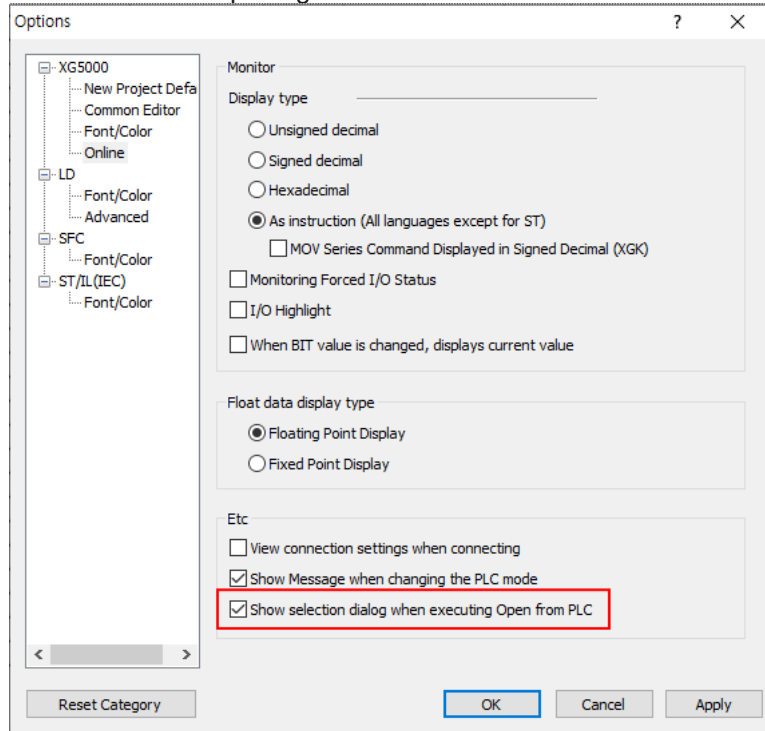 Options
?
XG5000
New Project Defa
Common Editor
Font/Color
Online
LD
Font/Color
Advanced
SFC
Font/Color
ST/IL(IEC)
Font/Color
Monitor
Display type
Unsigned decimal
Signed decimal
Hexadecimal
As instruction (All languages except for ST)
MOV Series Command Displayed in Signed Decimal (XGK)
Monitoring Forced I/O Status
I/O Highlight
When BIT value is changed, displays current value
Float data display type
Floating Point Display
Fixed Point Display
Etc
View connection settings when connecting
Show Message when changing the PLC mode
Show selection dialog when executing Open from PLC
Reset Category
OK
Cancel
Apply